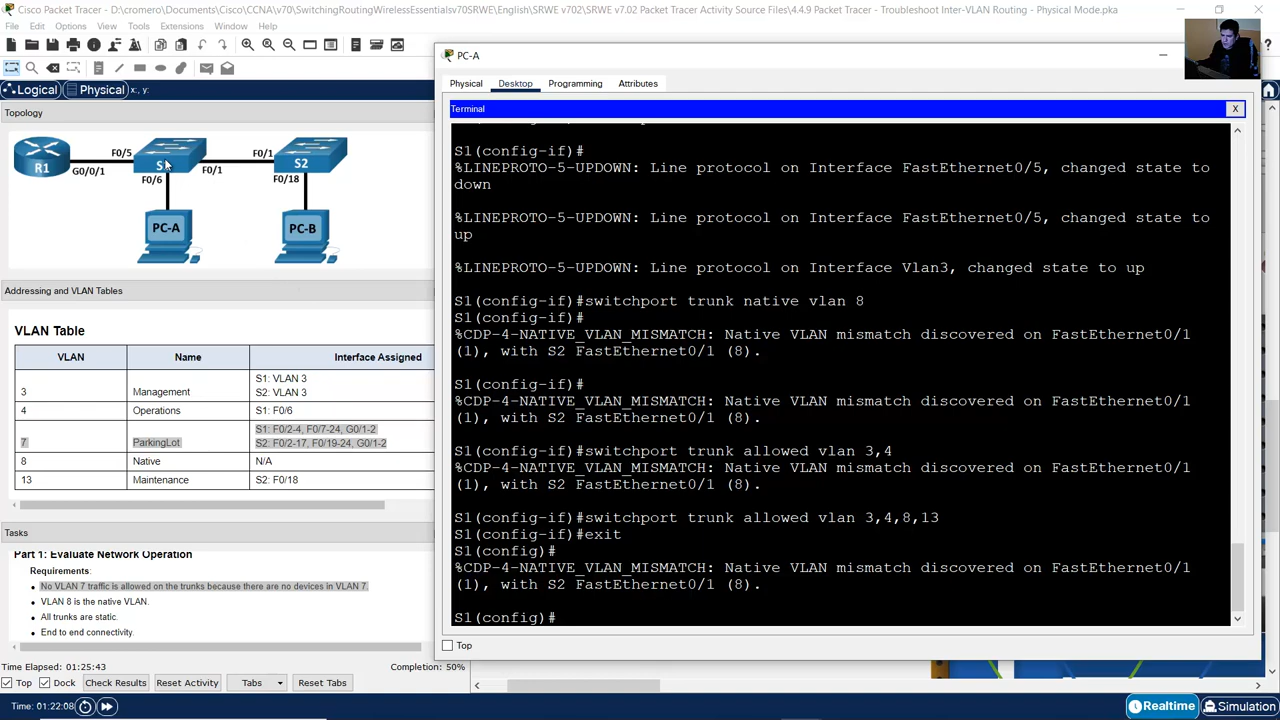 Cisco Packet Tracer - D:\cromero\Documents\Cisco\CCNA\v70\SwitchingRoutingWirelessEssentialsv70SRWE\English\SRWE v702\SRWE v7.02 Packet Tracer Activity Source Files\4.4.9 Packet Tracer - Troubleshoot Inter-VLAN Routing - Physical Mode.pka
File Edit Options View Tools Extensions Window Help
Logical Physical x:, y:
Topology
R1
G0/0/1
F0/5
S1
F0/6
F0/1
F0/1
S2
F0/18
PC-A
PC-B
Addressing and VLAN Tables
VLAN Table
VLAN Name Interface Assigned
3 Management S1: VLAN 3
S2: VLAN 3
4 Operations S1: F0/6
7 ParkingLot S1: F0/2-4, F0/7-24, G0/1-2
S2: F0/2-17, F0/19-24, G0/1-2
8 Native N/A
13 Maintenance S2: F0/18
Tasks
Part 1: Evaluate Network Operation
Requirements:
• No VLAN 7 traffic is allowed on the trunks because there are no devices in VLAN 7.
• VLAN 8 is the native VLAN.
• All trunks are static.
• End to end connectivity.
Time Elapsed: 01:25:43 Completion: 50%
Top Dock Check Results Reset Activity Tabs Reset Tabs
Time: 01:22:08
Realtime Simulation
PC-A
Physical Desktop Programming Attributes
Terminal X
S1(config-if)#
%LINEPROTO-5-UPDOWN: Line protocol on Interface FastEthernet0/5, changed state to
down
%LINEPROTO-5-UPDOWN: Line protocol on Interface FastEthernet0/5, changed state to
up
%LINEPROTO-5-UPDOWN: Line protocol on Interface Vlan3, changed state to up
S1(config-if)#switchport trunk native vlan 8
S1(config-if)#
%CDP-4-NATIVE_VLAN_MISMATCH: Native VLAN mismatch discovered on FastEthernet0/1
(1), with S2 FastEthernet0/1 (8).
S1(config-if)#
%CDP-4-NATIVE_VLAN_MISMATCH: Native VLAN mismatch discovered on FastEthernet0/1
(1), with S2 FastEthernet0/1 (8).
S1(config-if)#switchport trunk allowed vlan 3,4
%CDP-4-NATIVE_VLAN_MISMATCH: Native VLAN mismatch discovered on FastEthernet0/1
(1), with S2 FastEthernet0/1 (8).
S1(config-if)#switchport trunk allowed vlan 3,4,8,13
S1(config-if)#exit
S1(config)#
%CDP-4-NATIVE_VLAN_MISMATCH: Native VLAN mismatch discovered on FastEthernet0/1
(1), with S2 FastEthernet0/1 (8).
S1(config)#
Top